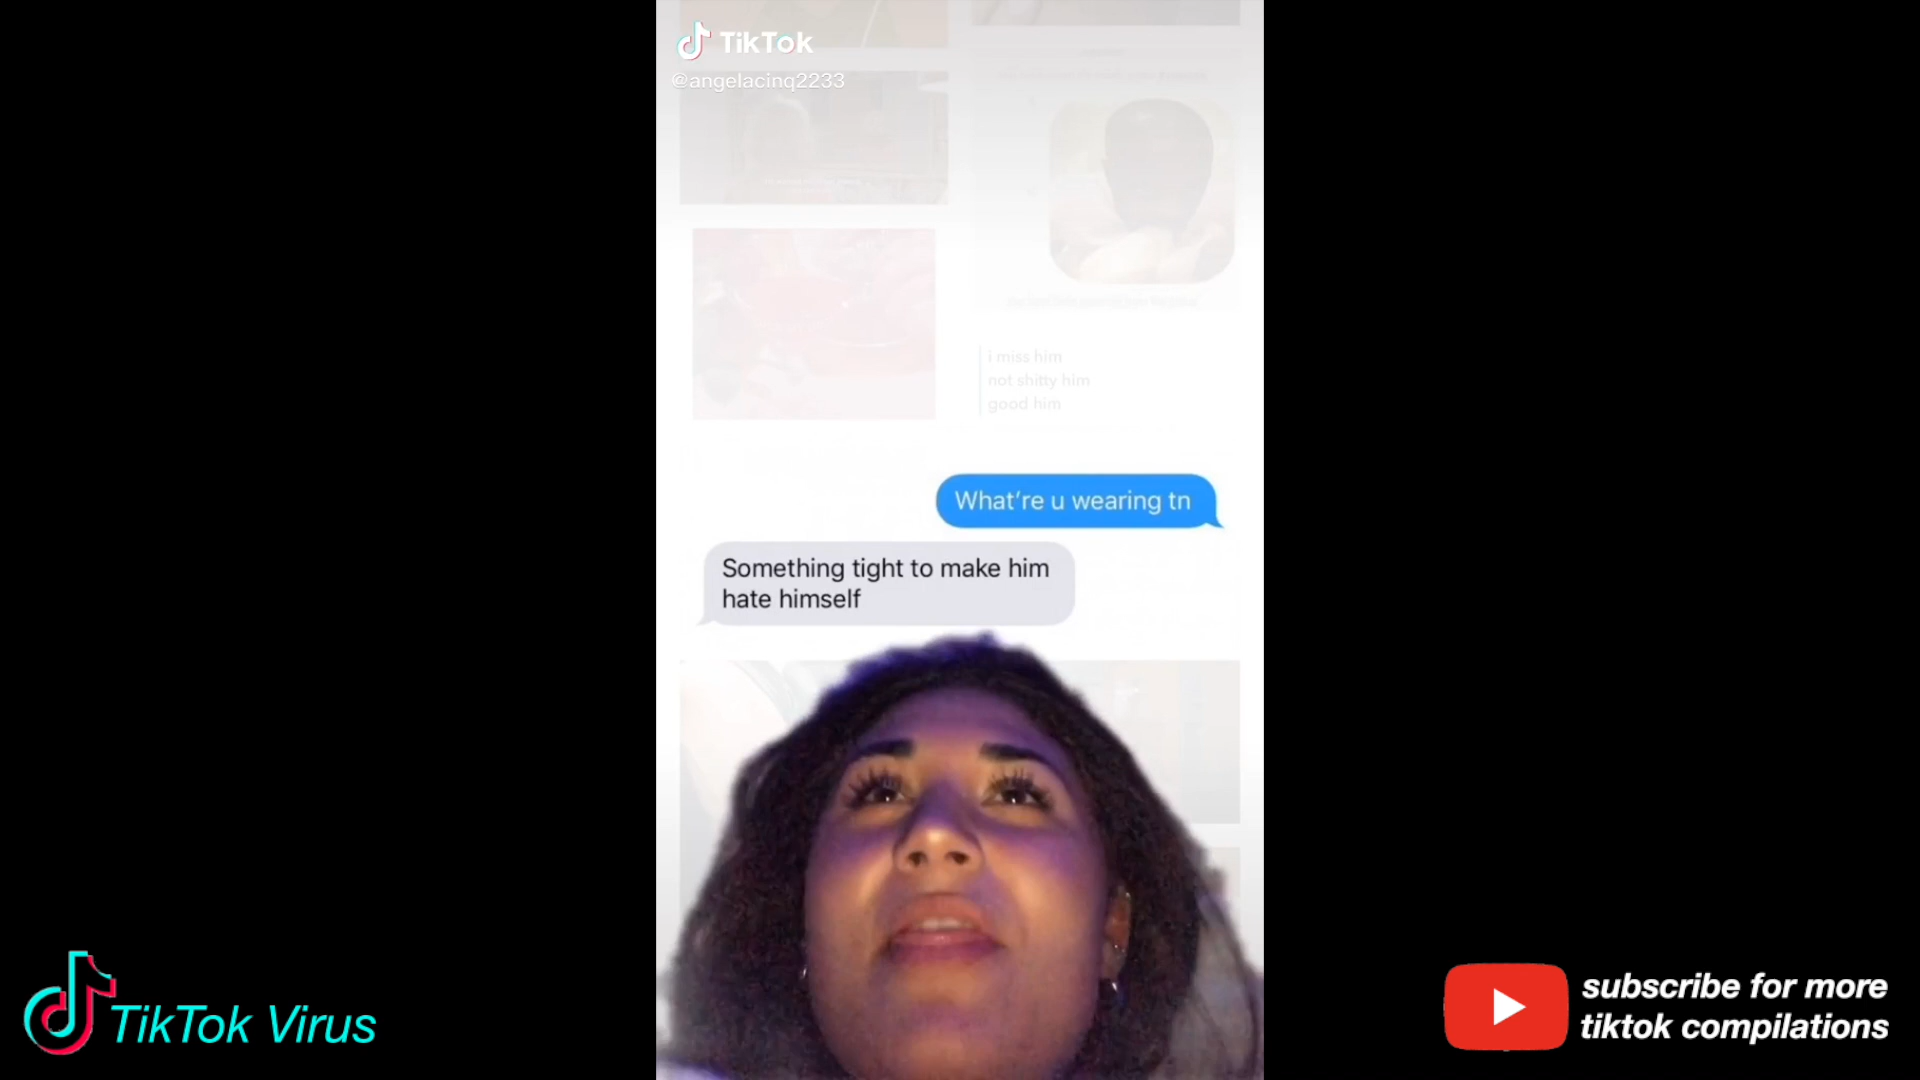 TikTok
@angelacinq2233
i miss him
not shitty him
good him
What're u wearing tn
Something tight to make him
hate himself
TikTok Virus
subscribe for more
tiktok compilations